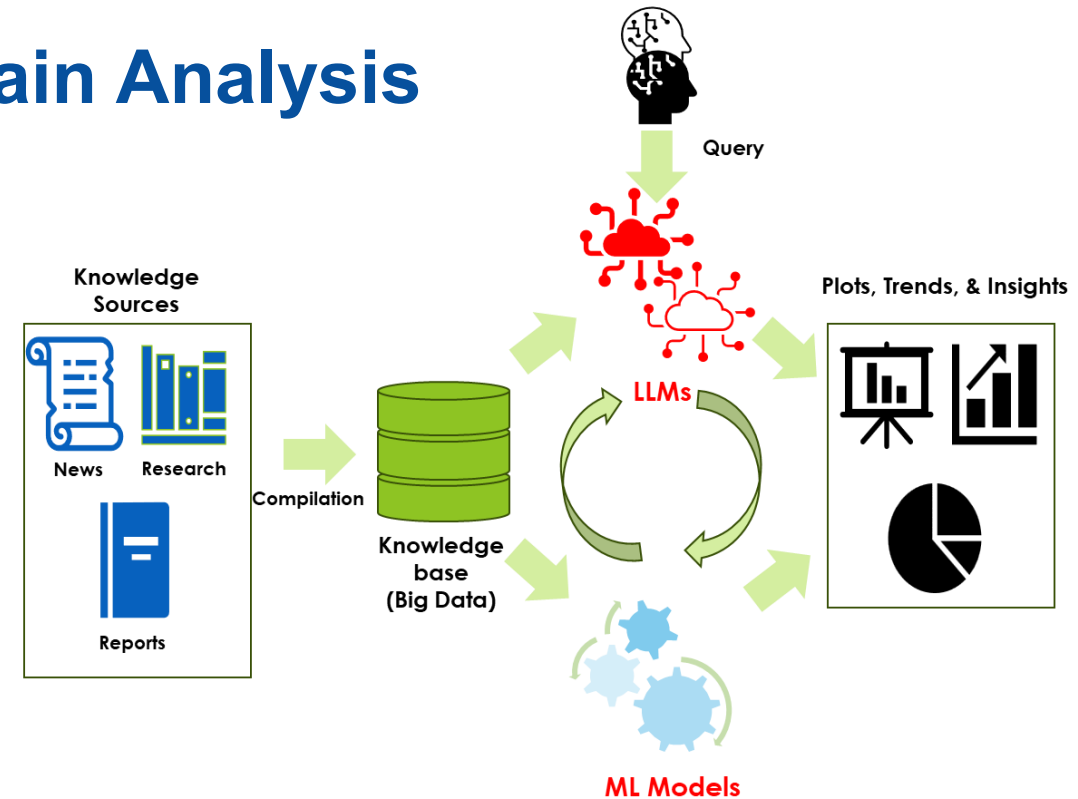 ain Analysis
Query
Knowledge
Sources
Plots, Trends, & Insights
News
Research
LLMs
Compilation
Knowledge
base
(Big Data)
Reports
ML Models